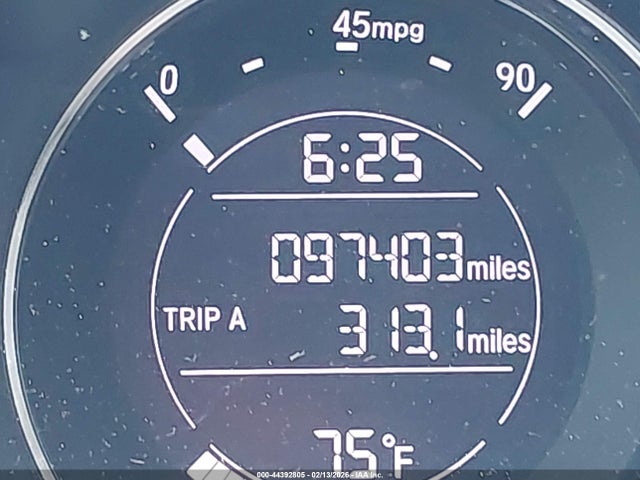 45mpg
0 90
6:25
097403miles
TRIP A 313.1miles
75°F
000-44392805 - 02/13/2026 - IAA Inc.